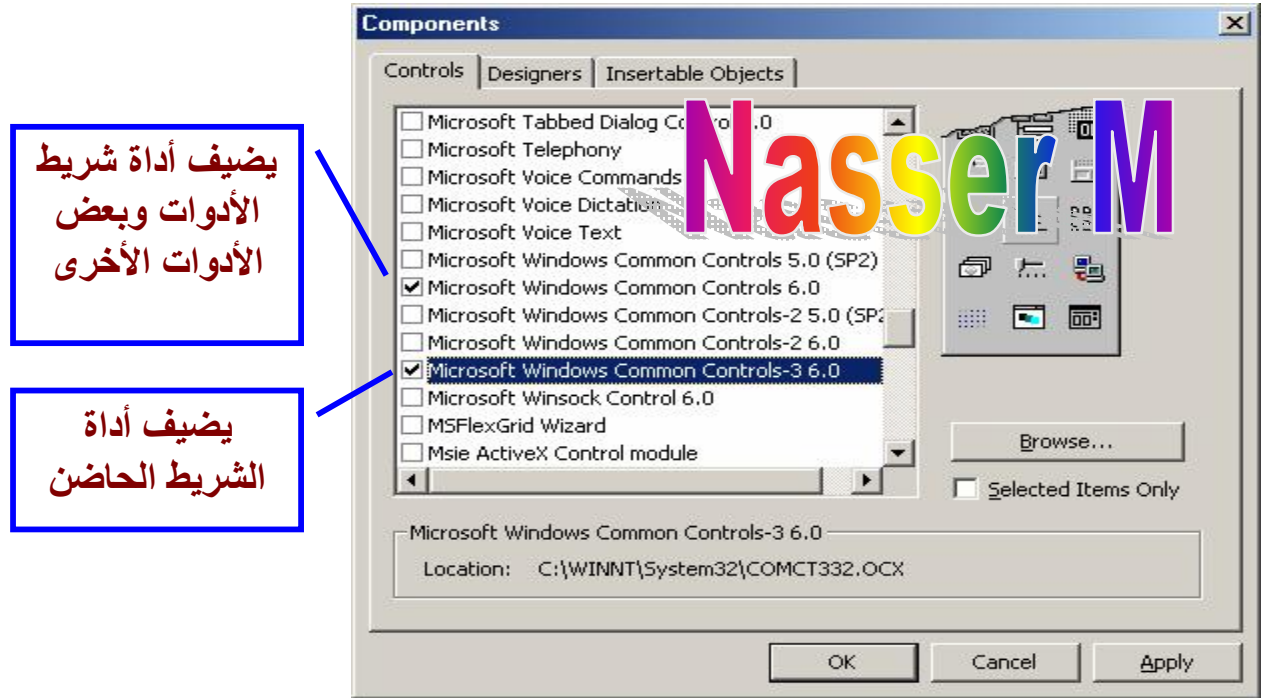 Components
Controls
Designers
Insertable Objects
Microsoft Tabbed Dialog .0
Microsoft Telephony
Microsoft Voice Commands
Microsoft Voice Dictation
Microsoft Voice Text
Microsoft Windows Common Controls 5.0 (SP2)
Microsoft Windows Common Controls 6.0
Microsoft Windows Common Controls-2 5.0 (SP2
Microsoft Windows Common Controls-2 6.0
Microsoft Windows Common Controls-3 6.0
Microsoft Winsock Control 6.0
MSFlexGrid Wizard
Msie ActiveX Control module
Nasser M
Browse...
Selected Items Only
Microsoft Windows Common Controls-3 6.0
Location: C:\WINNT\System32\COMCT332.OCX
OK
Cancel
Apply
يضيف أداة شريط
الأدوات وبعض
الأدوات الأخرى
يضيف أداة
الشريط الحاضن